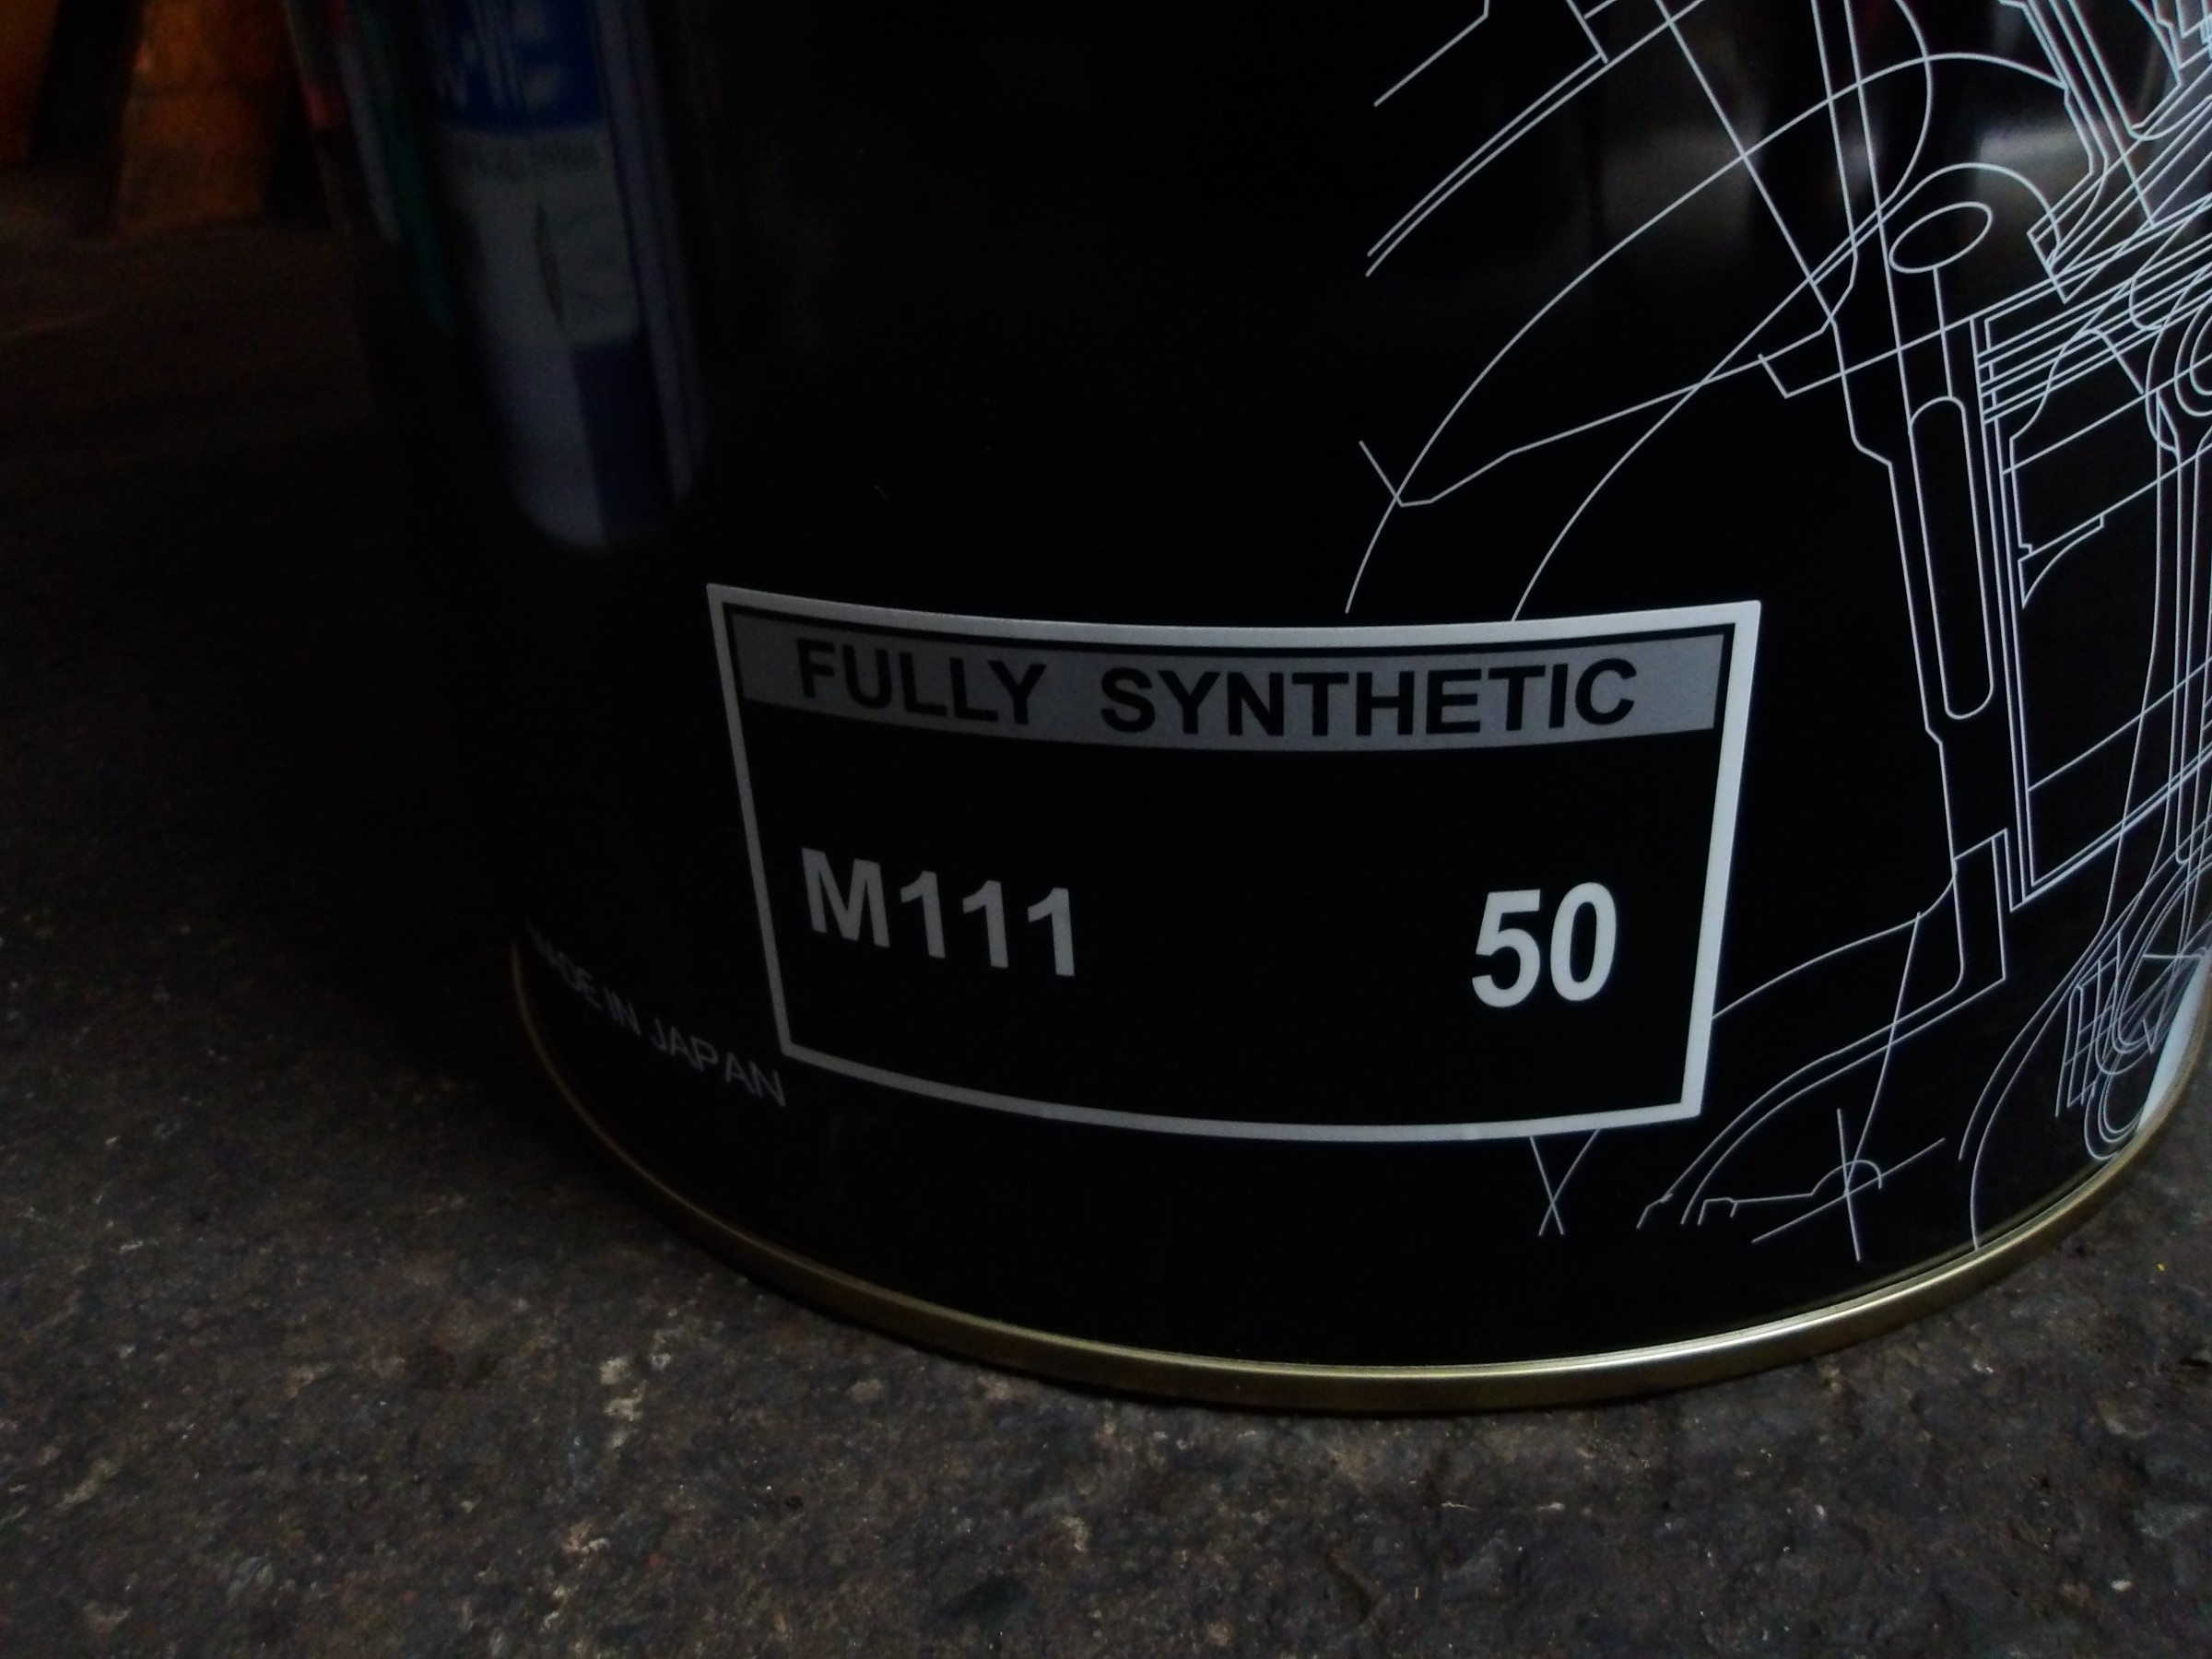 FULLY SYNTHETIC
M111 50
MADE IN JAPAN